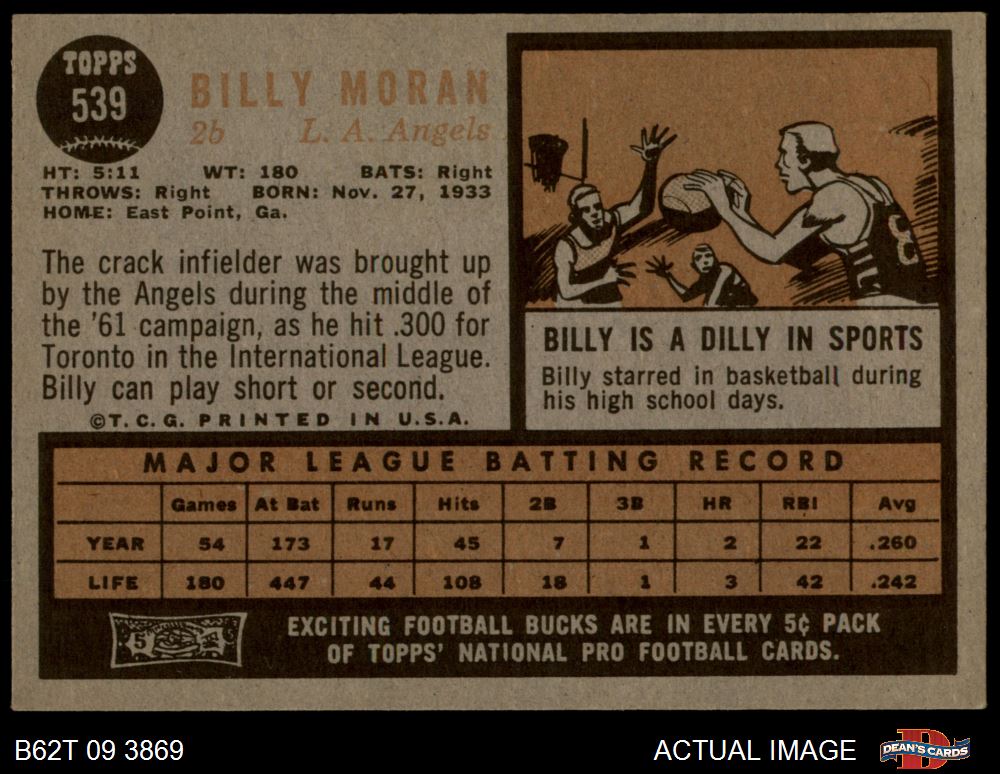 TOPPS
539
BILLY MORAN
2b L. A. Angels
HT: 5:11 WT: 180 BATS: Right
THROWS: Right BORN: Nov. 27, 1933
HOME: East Point, Ga.
The crack infielder was brought up
by the Angels during the middle of
the '61 campaign, as he hit .300 for
Toronto in the International League.
Billy can play short or second.
©T.C.G. PRINTED IN U.S.A.
8
BILLY IS A DILLY IN SPORTS
Billy starred in basketball during
his high school days.
MAJOR LEAGUE BATTING RECORD
Games At Bat Runs Hits 2B 3B HR RBI Avg
YEAR 54 173 17 45 7 1 2 22 .260
LIFE 180 447 44 108 18 1 3 42 .242
5
EXCITING FOOTBALL BUCKS ARE IN EVERY 5¢ PACK
OF TOPPS' NATIONAL PRO FOOTBALL CARDS.
B62T 09 3869 ACTUAL IMAGE DEAN'S CARDS